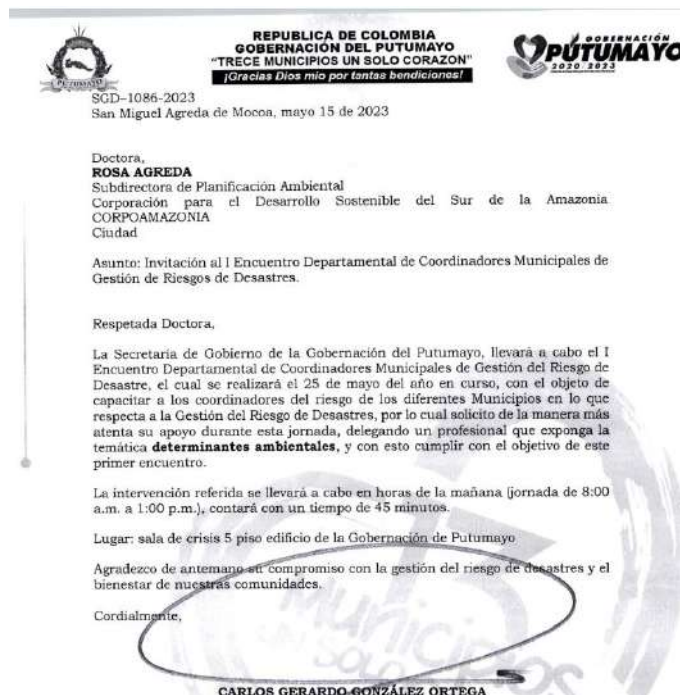 REPUBLICA DE COLOMBIA
GOBERNACIÓN DEL PUTUMAYO
"TRECE MUNICIPIOS UN SOLO CORAZON"
¡Gracias Dios mío por tantas bendiciones!
PUTUMAYO
GOBERNACIÓN
PUTUMAYO
2020-2023
SGD-1086-2023
San Miguel Agreda de Mocoa, mayo 15 de 2023
Doctora,
ROSA AGREDA
Subdirectora de Planificación Ambiental
Corporación para el Desarrollo Sostenible del Sur de la Amazonia
CORPOAMAZONIA
Ciudad
Asunto: Invitación al I Encuentro Departamental de Coordinadores Municipales de
Gestión de Riesgos de Desastres.
Respetada Doctora,
La Secretaria de Gobierno de la Gobernación del Putumayo, llevará a cabo el I
Encuentro Departamental de Coordinadores Municipales de Gestión del Riesgo de
Desastre, el cual se realizará el 25 de mayo del año en curso, con el objeto de
capacitar a los coordinadores del riesgo de los diferentes Municipios en lo que
respecta a la Gestión del Riesgo de Desastres, por lo cual solicito de la manera más
atenta su apoyo durante esta jornada, delegando un profesional que exponga la
temática determinantes ambientales, y con esto cumplir con el objetivo de este
primer encuentro.
La intervención referida se llevará a cabo en horas de la mañana (jornada de 8:00
a.m. a 1:00 p.m.), contará con un tiempo de 45 minutos.
Lugar: sala de crisis 5 piso edificio de la Gobernación de Putumayo
Agradezco de antemano su compromiso con la gestión del riesgo de desastres y el
bienestar de nuestras comunidades.
Cordialmente,
13
Municipios
UN SOLO
CARLOS GERARDO GONZÁLEZ ORTEGA